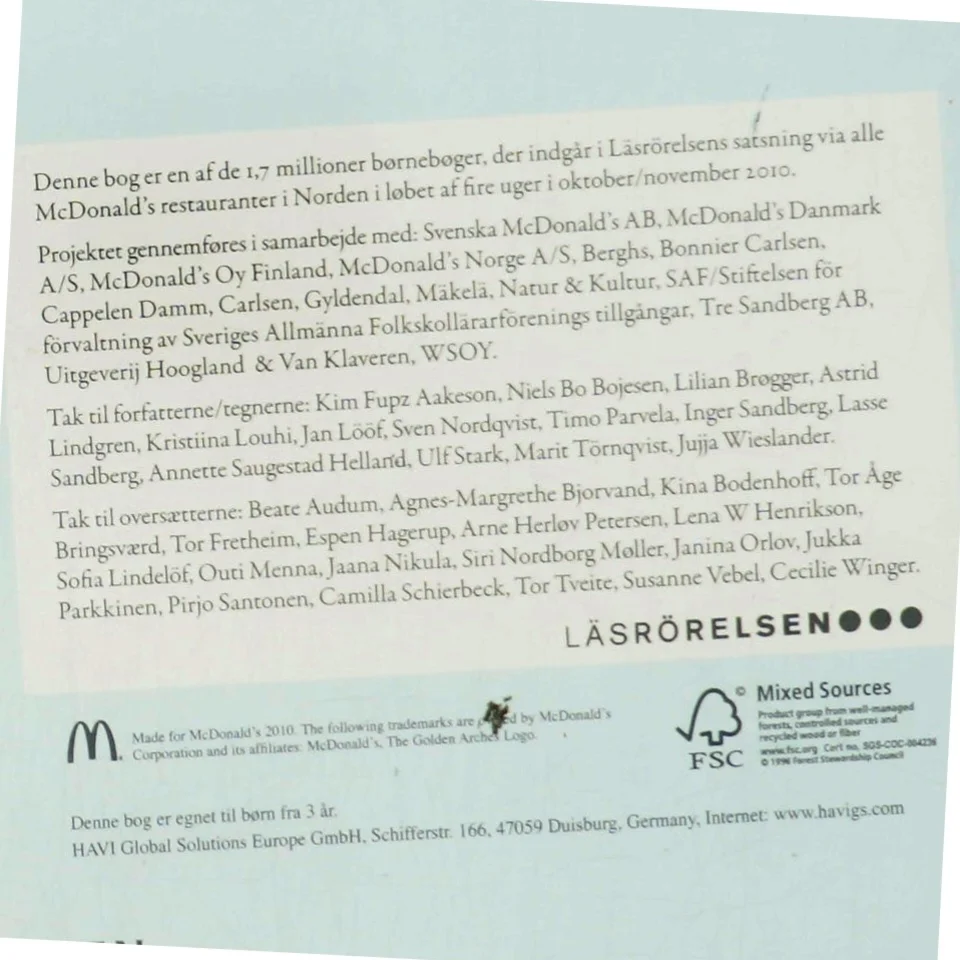 Denne bog er en af de 1,7 millioner børnebøger, der indgår i Läsrörelsens satsning via alle
McDonald's restauranter i Norden i løbet af fire uger i oktober/november 2010.
Projektet gennemføres i samarbejde med: Svenska McDonald's AB, McDonald's Danmark
A/S, McDonald's Oy Finland, McDonald's Norge A/S, Berghs, Bonnier Carlsen,
Cappelen Damm, Carlsen, Gyldendal, Mäkelä, Natur & Kultur, SAF/Stiftelsen för
förvaltning av Sveriges Allmänna Folkskollärarförenings tillgångar, Tre Sandberg AB,
Uitgeverij Hoogland & Van Klaveren, WSOY.
Tak til forfatterne/tegnerne: Kim Fupz Aakeson, Niels Bo Bojesen, Lilian Brøgger, Astrid
Lindgren, Kristiina Louhi, Jan Lööf, Sven Nordqvist, Timo Parvela, Inger Sandberg, Lasse
Sandberg, Annette Saugestad Helland, Ulf Stark, Marit Törnqvist, Jujja Wieslander.
Tak til oversætterne: Beate Audum, Agnes-Margrethe Bjorvand, Kina Bodenhoff, Tor Åge
Bringsværd, Tor Fretheim, Espen Hagerup, Arne Herløv Petersen, Lena W Henrikson,
Sofia Lindelöf, Outi Menna, Jaana Nikula, Siri Nordborg Møller, Janina Orlov, Jukka
Parkkinen, Pirjo Santonen, Camilla Schierbeck, Tor Tveite, Susanne Vebel, Cecilie Winger.
LÄSRÖRELSEN
Made for McDonald's 2010. The following trademarks are by McDonald's
Corporation and its affiliates: McDonald's, The Golden Arches Logo.
© Mixed Sources
Product group from well-managed
forests, controlled sources and
recycled wood or fiber
www.fsc.org Cert no. SGS-COC-004236
© 1996 Forest Stewardship Council
FSC
Denne bog er egnet til børn fra 3 år.
HAVI Global Solutions Europe GmbH, Schifferstr. 166, 47059 Duisburg, Germany, Internet: www.havigs.com